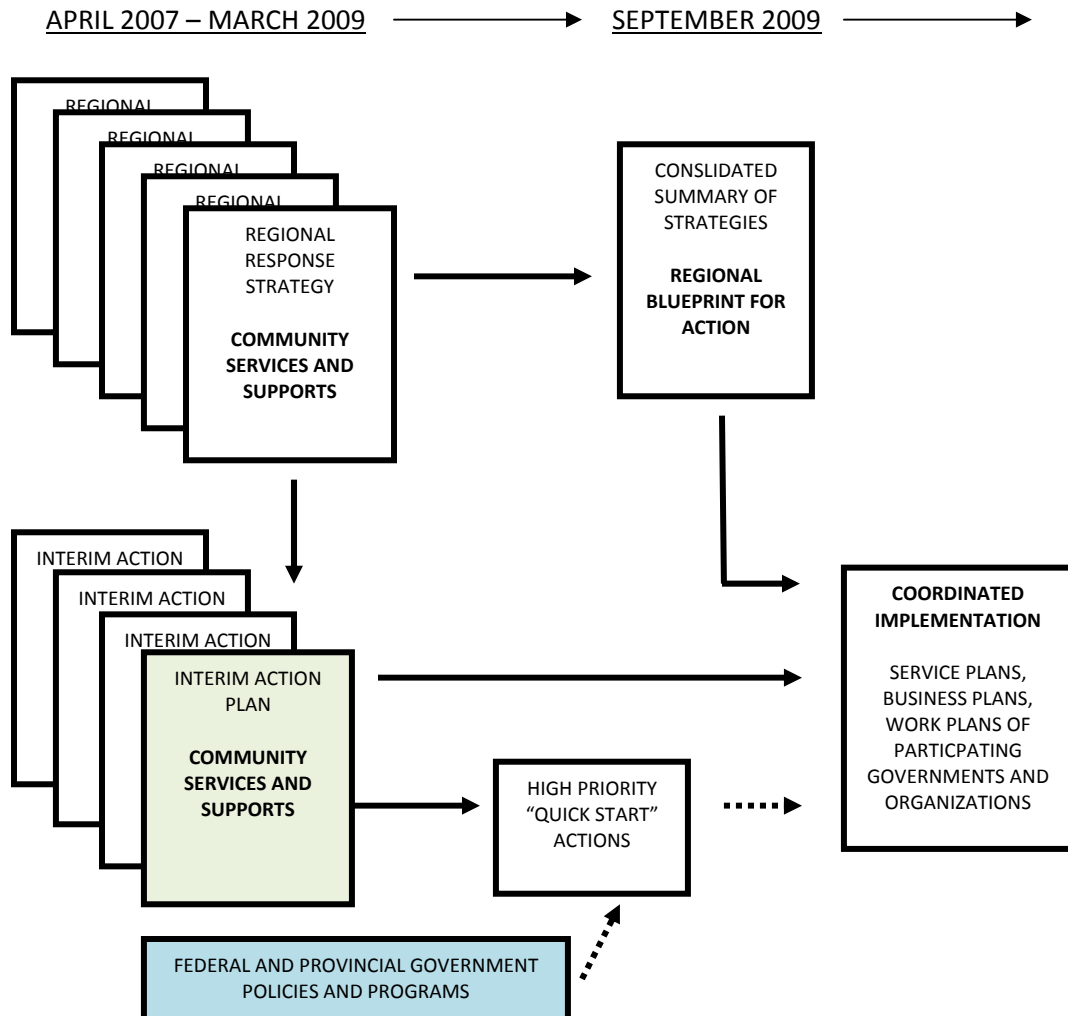 APRIL 2007 – MARCH 2009
SEPTEMBER 2009
REGIONAL
REGIONAL
REGIONAL
REGIONAL
REGIONAL
RESPONSE
STRATEGY
COMMUNITY
SERVICES AND
SUPPORTS
CONSLIDATED
SUMMARY OF
STRATEGIES
REGIONAL
BLUEPRINT FOR
ACTION
INTERIM ACTION
INTERIM ACTION
INTERIM ACTION
INTERIM ACTION
PLAN
COMMUNITY
SERVICES AND
SUPPORTS
HIGH PRIORITY
“QUICK START”
ACTIONS
COORDINATED
IMPLEMENTATION
SERVICE PLANS,
BUSINESS PLANS,
WORK PLANS OF
PARTICPATING
GOVERNMENTS AND
ORGANIZATIONS
FEDERAL AND PROVINCIAL GOVERNMENT
POLICIES AND PROGRAMS